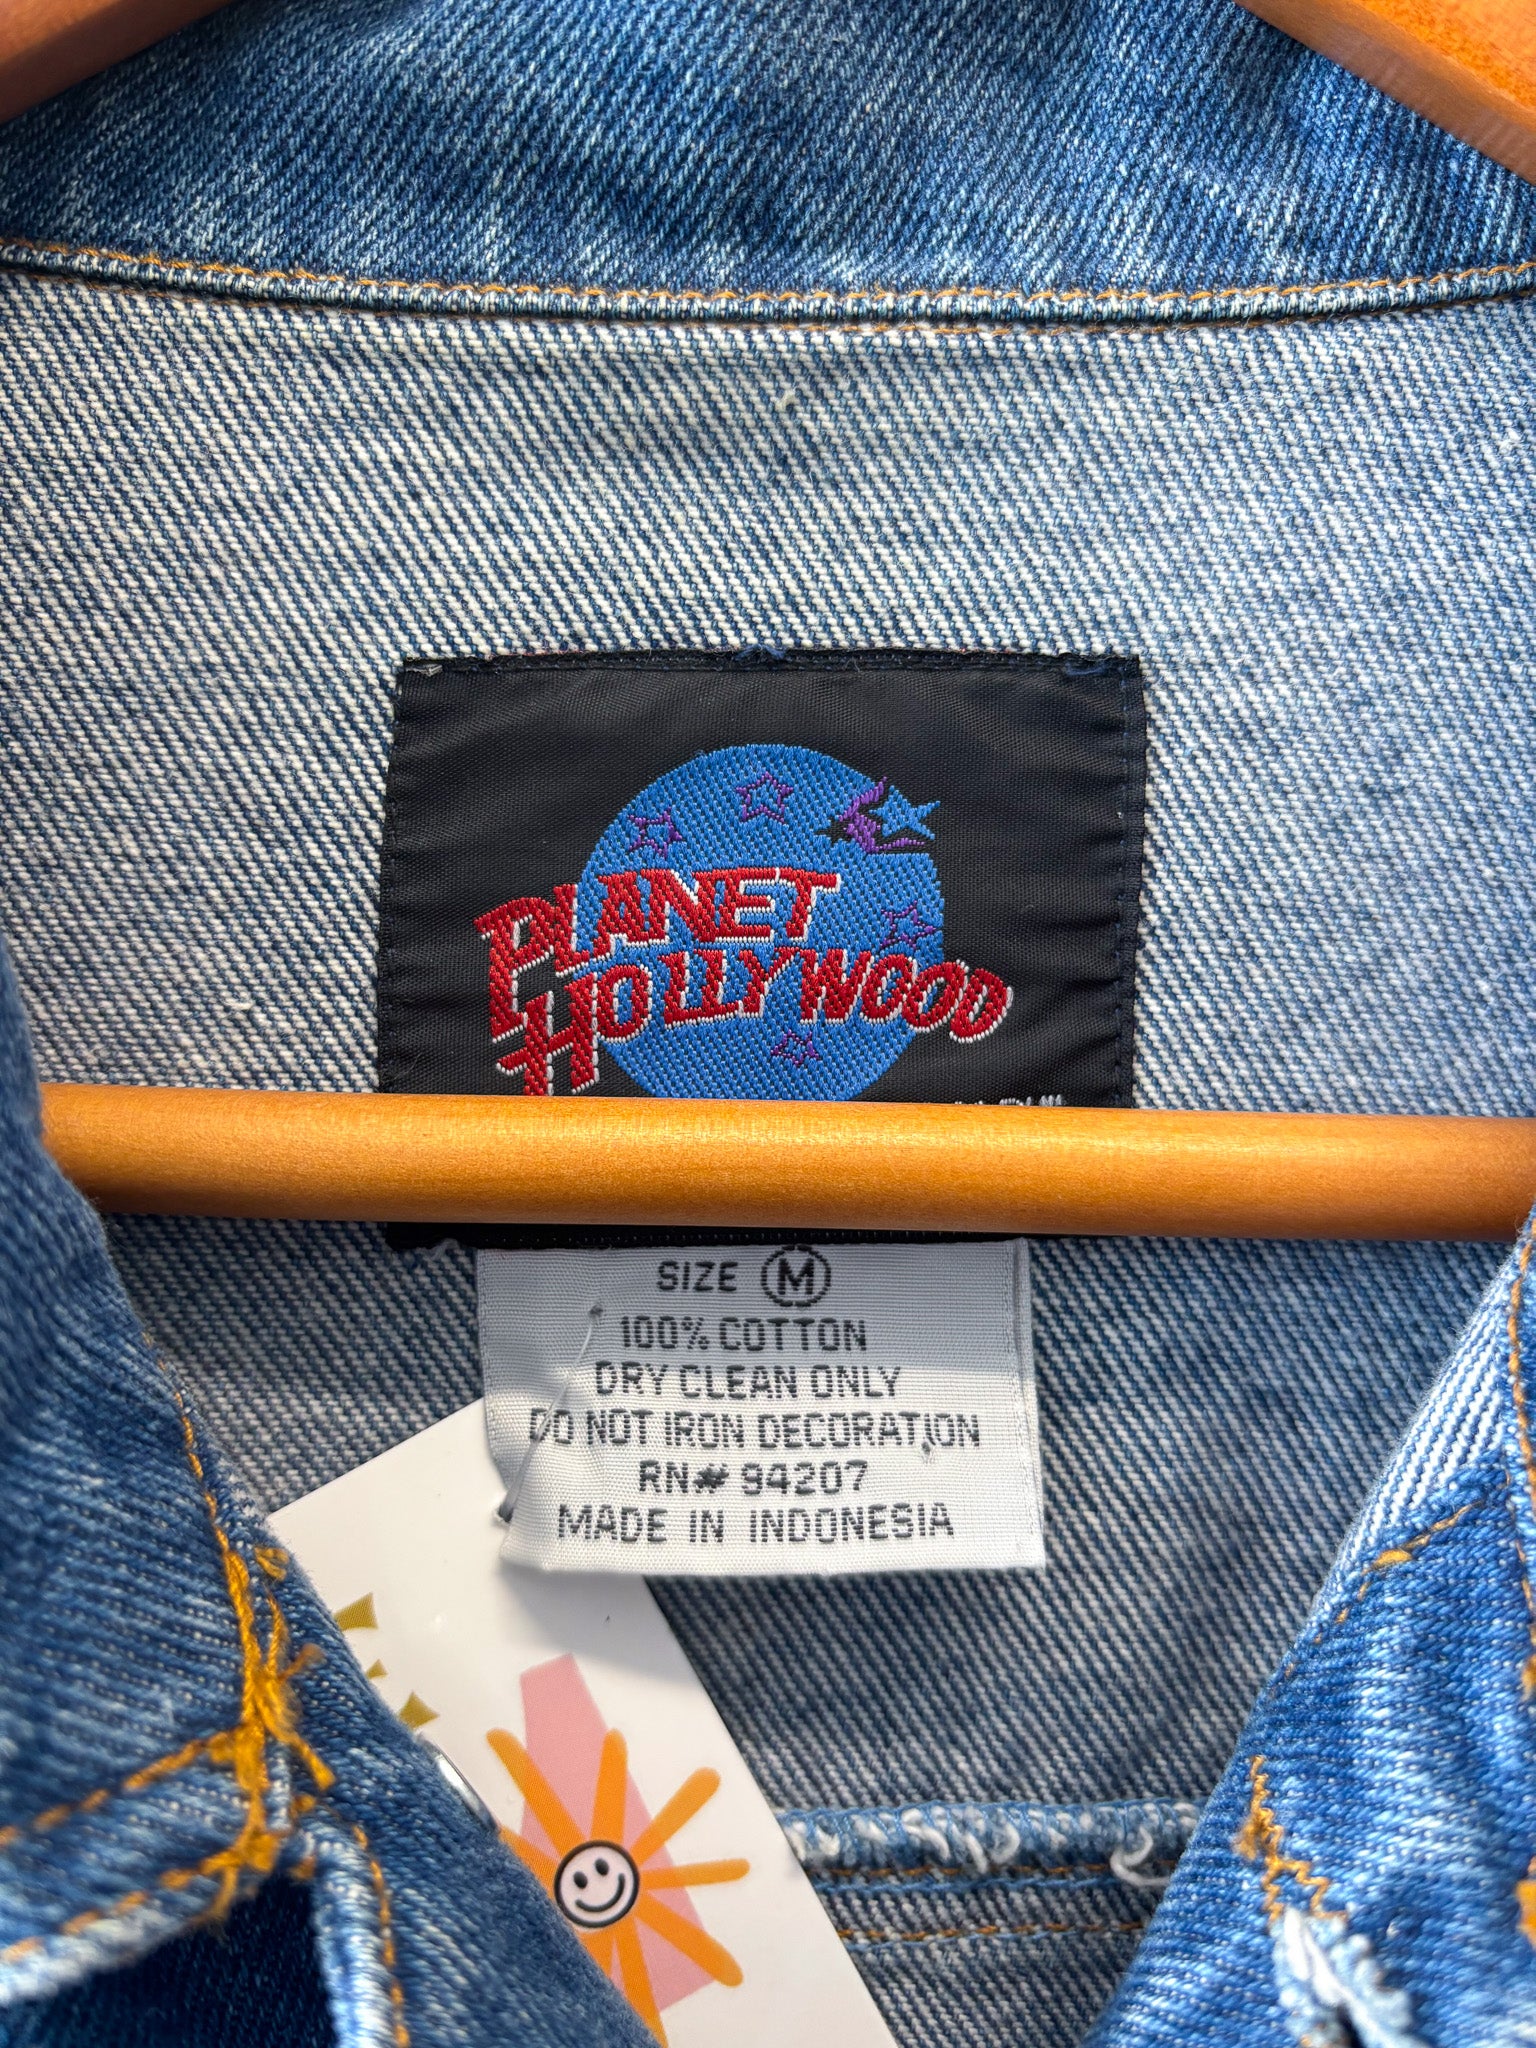 PLANET
HOLLYWOOD
SIZE M
100% COTTON
DRY CLEAN ONLY
DO NOT IRON DECORATION
RN# 94207
MADE IN INDONESIA